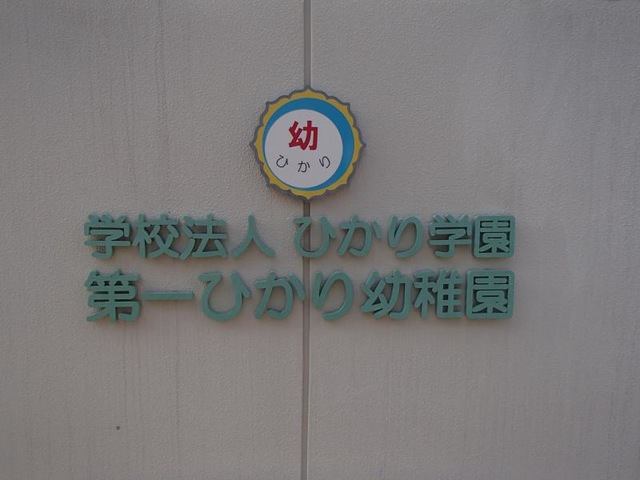 幼
ひかり
学校法人 ひかり学園
第一ひかり幼稚園